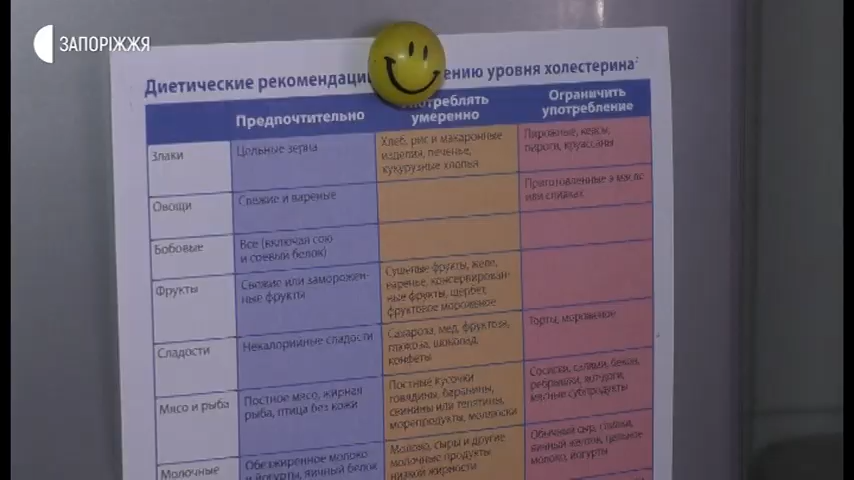 ЗАПОРІЖЖЯ
Диетические рекомендации ению уровня холестерина
Предпочтительно
Употреблять
умеренно
Ограничить
употребление
Злаки
Цельные зерна
Хлеб, рис и макаронные
изделия, печенье,
кукурузные хлопья
Пирожные, кексы,
пироги, круассаны
Овощи
Свежие и вареные
Приготовленные в масле
или сливках
Бобовые
Все (включая сою
и соевый белок)
Фрукты
Свежие или заморожен-
ные фрукты
Сушеные фрукты, желе,
варенье, консервирован-
ные фрукты, щербет,
фруктовое мороженое
Сладости
Некалорийные сладости
Сахароза, мед, фруктоза,
глюкоза, шоколад,
конфеты
Торты, мороженое
Мясо и рыба
Постное мясо, жирная
рыба, птица без кожи
Постные кусочки
говядины, баранины,
свинины или телятины,
морепродукты, моллюски
Сосиски, салями, бекон,
ребрышки, хот-доги,
мясные субпродукты
Молочные
Обезжиренное молоко
и йогурты, яичный белок
Молоко, сыры и другие
молочные продукты
низкой жирности
Обычный сыр, сливки,
яичный желток, цельное
молоко, йогурты